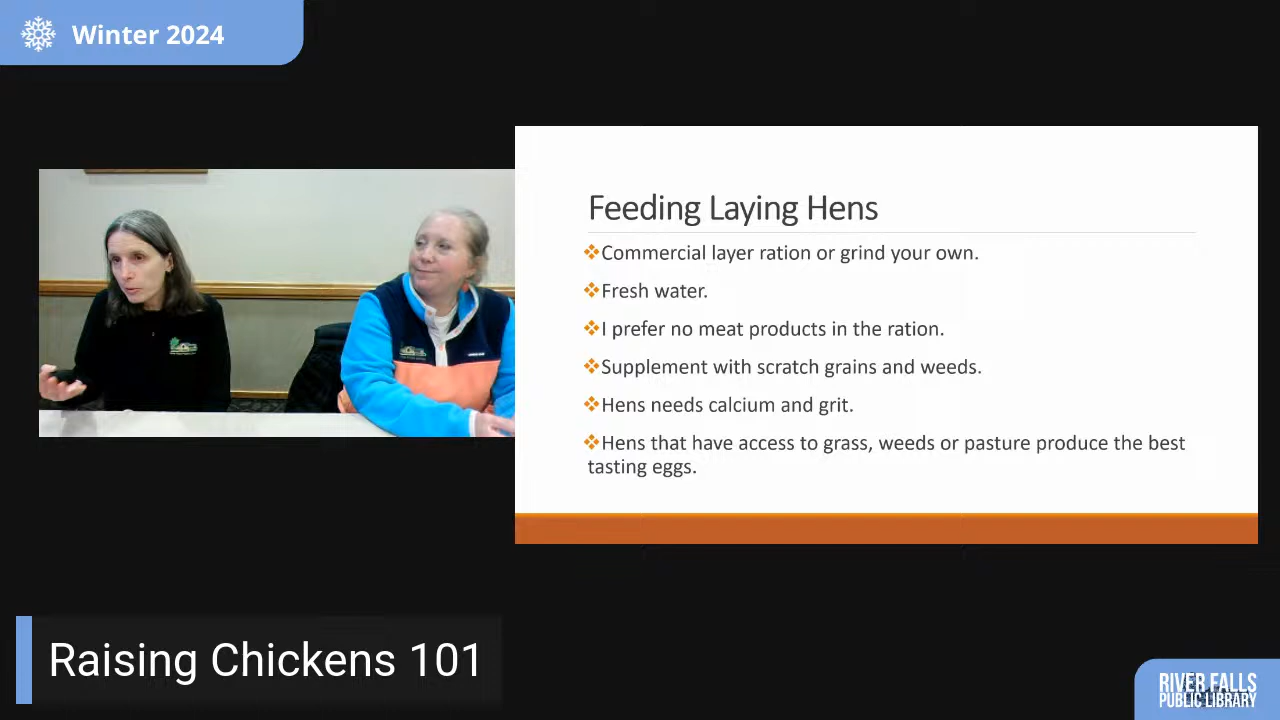 Winter 2024
Feeding Laying Hens
❖Commercial layer ration or grind your own.
❖Fresh water.
❖I prefer no meat products in the ration.
❖Supplement with scratch grains and weeds.
❖Hens needs calcium and grit.
❖Hens that have access to grass, weeds or pasture produce the best
tasting eggs.
Raising Chickens 101
RIVER FALLS
PUBLIC LIBRARY